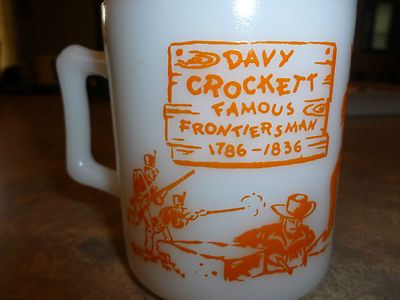 DAVY
CROCKETT
FAMOUS
FRONTIERSMAN
1786-1836